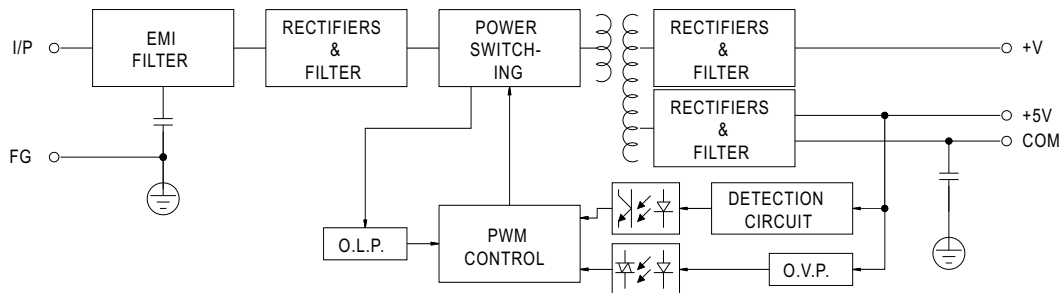 I/P
EMI
FILTER
RECTIFIERS
&
FILTER
POWER
SWITCH-
ING
RECTIFIERS
&
FILTER
+V
RECTIFIERS
&
FILTER
+5V
COM
FG
DETECTION
CIRCUIT
O.L.P.
PWM
CONTROL
O.V.P.